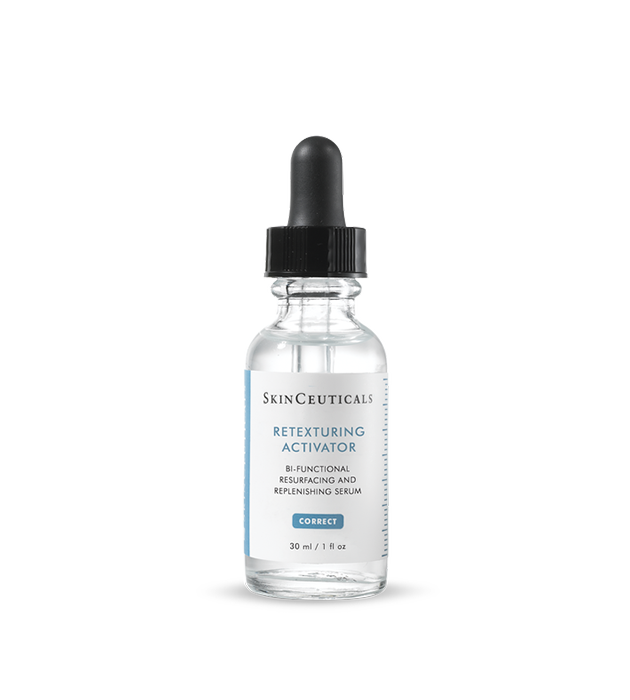 SKINCEUTICALS
RETEXTURING
ACTIVATOR
BI-FUNCTIONAL
RESURFACING AND
REPLENISHING SERUM
CORRECT
30 ml / 1 fl oz